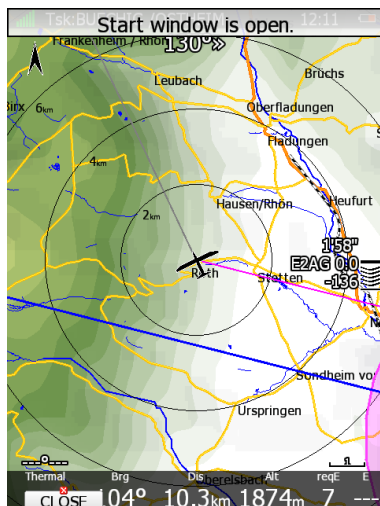 Start window is open.
12:11
Frankenheim / Rhön
130°»
Leubach
Brüchs
6km
Oberfladungen
Fladungen
4km
Heufurt
Hausen/Rhön
2km
1'58"
E2AG 0.0
-136
Roth
Stetten
Sondheim vo
Urspringen
Thermal Brg Dis Alt reqE E
CLOSE 104° 10.3km 1874m 7 ---